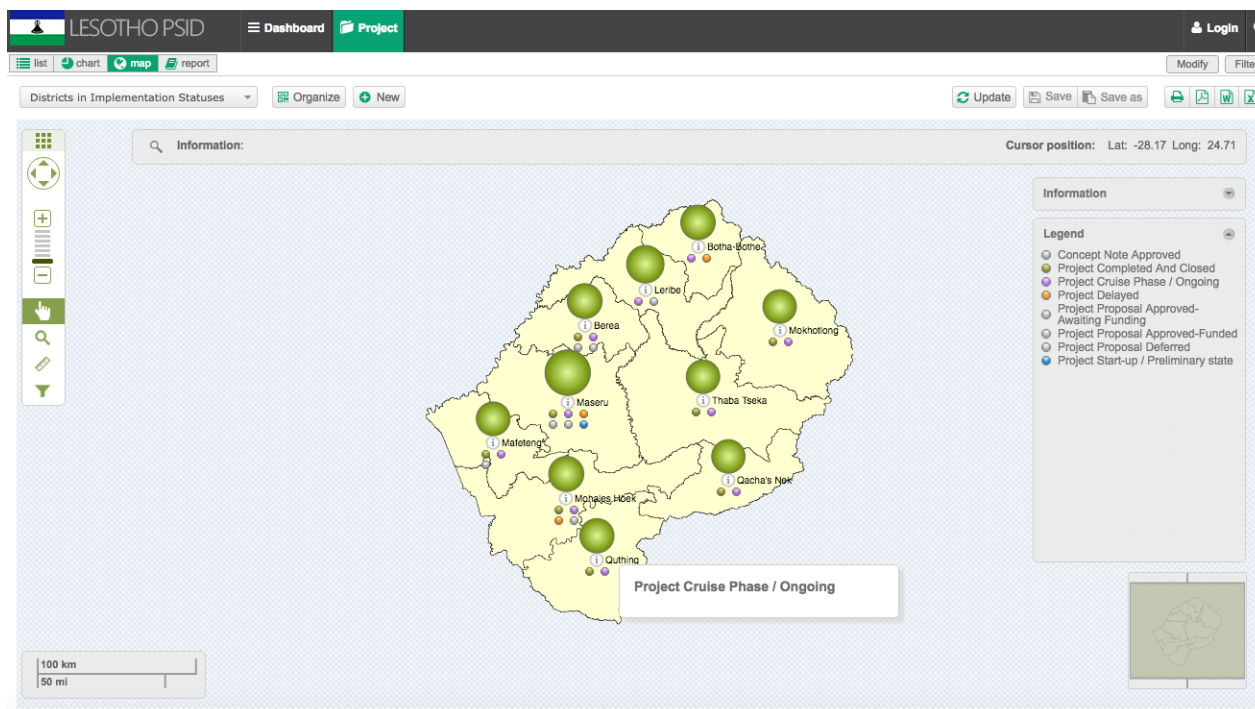 LESOTHO PSID
Dashboard
Project
Login
list
chart
map
report
Modify
Filte
Districts in Implementation Statuses
Organize
New
Update
Save
Save as
Information:
Cursor position: Lat: -28.17 Long: 24.71
Information
Legend
Concept Note Approved
Project Completed And Closed
Project Cruise Phase / Ongoing
Project Delayed
Project Proposal Approved-
Awaiting Funding
Project Proposal Approved-Funded
Project Proposal Deferred
Project Start-up / Preliminary state
Botha-Bothe
Leribe
Berea
Mokhotlong
Maseru
Thaba Tseka
Mafeteng
Qacha's Nek
Mohales Hoek
Quthing
Project Cruise Phase / Ongoing
100 km
50 mi